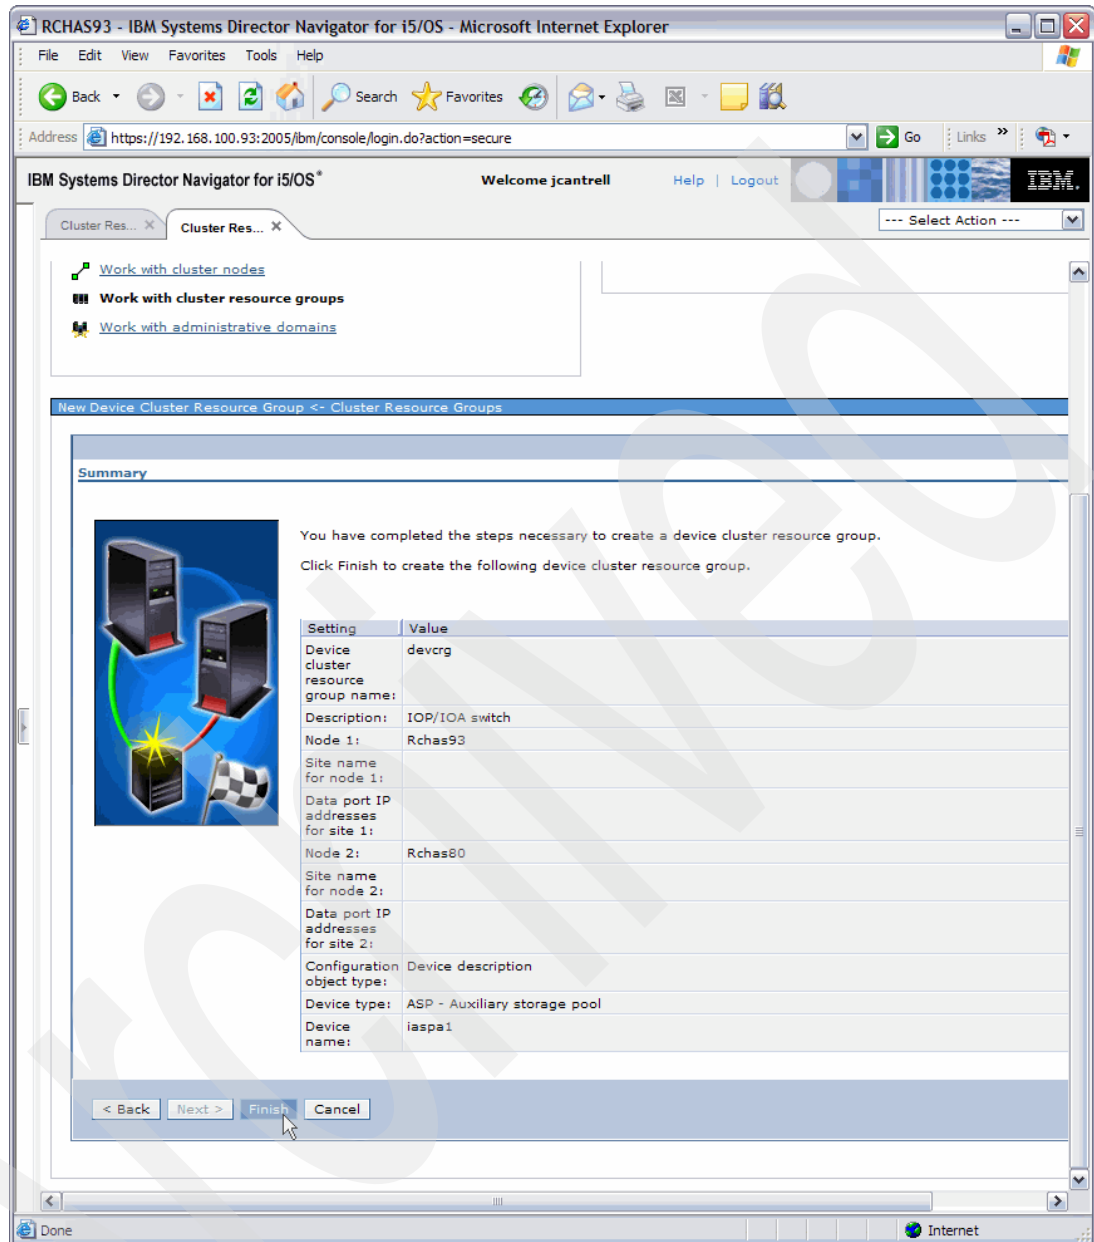 RCHAS93 - IBM Systems Director Navigator for i5/OS - Microsoft Internet Explorer
File Edit View Favorites Tools Help
Back Search Favorites
Address https://192.168.100.93:2005/ibm/console/login.do?action=secure Go Links »
IBM Systems Director Navigator for i5/OS® Welcome jcantrell Help | Logout IBM.
Cluster Res... × Cluster Res... × --- Select Action ---
Work with cluster nodes
Work with cluster resource groups
Work with administrative domains
New Device Cluster Resource Group <- Cluster Resource Groups
Summary
You have completed the steps necessary to create a device cluster resource group.
Click Finish to create the following device cluster resource group.
Setting Value
Device devcrg
cluster
resource
group name:
Description: IOP/IOA switch
Node 1: Rchas93
Site name
for node 1:
Data port IP
addresses
for site 1:
Node 2: Rchas80
Site name
for node 2:
Data port IP
addresses
for site 2:
Configuration Device description
object type:
Device type: ASP - Auxiliary storage pool
Device iaspa1
name:
< Back Next > Finish Cancel
Done Internet